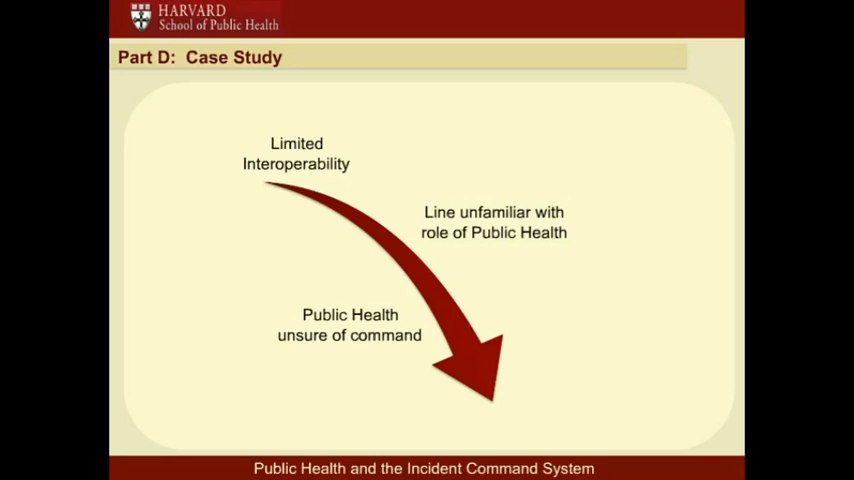 HARVARD
School of Public Health
Part D: Case Study
Limited
Interoperability
Line unfamiliar with
role of Public Health
Public Health
unsure of command
Public Health and the Incident Command System